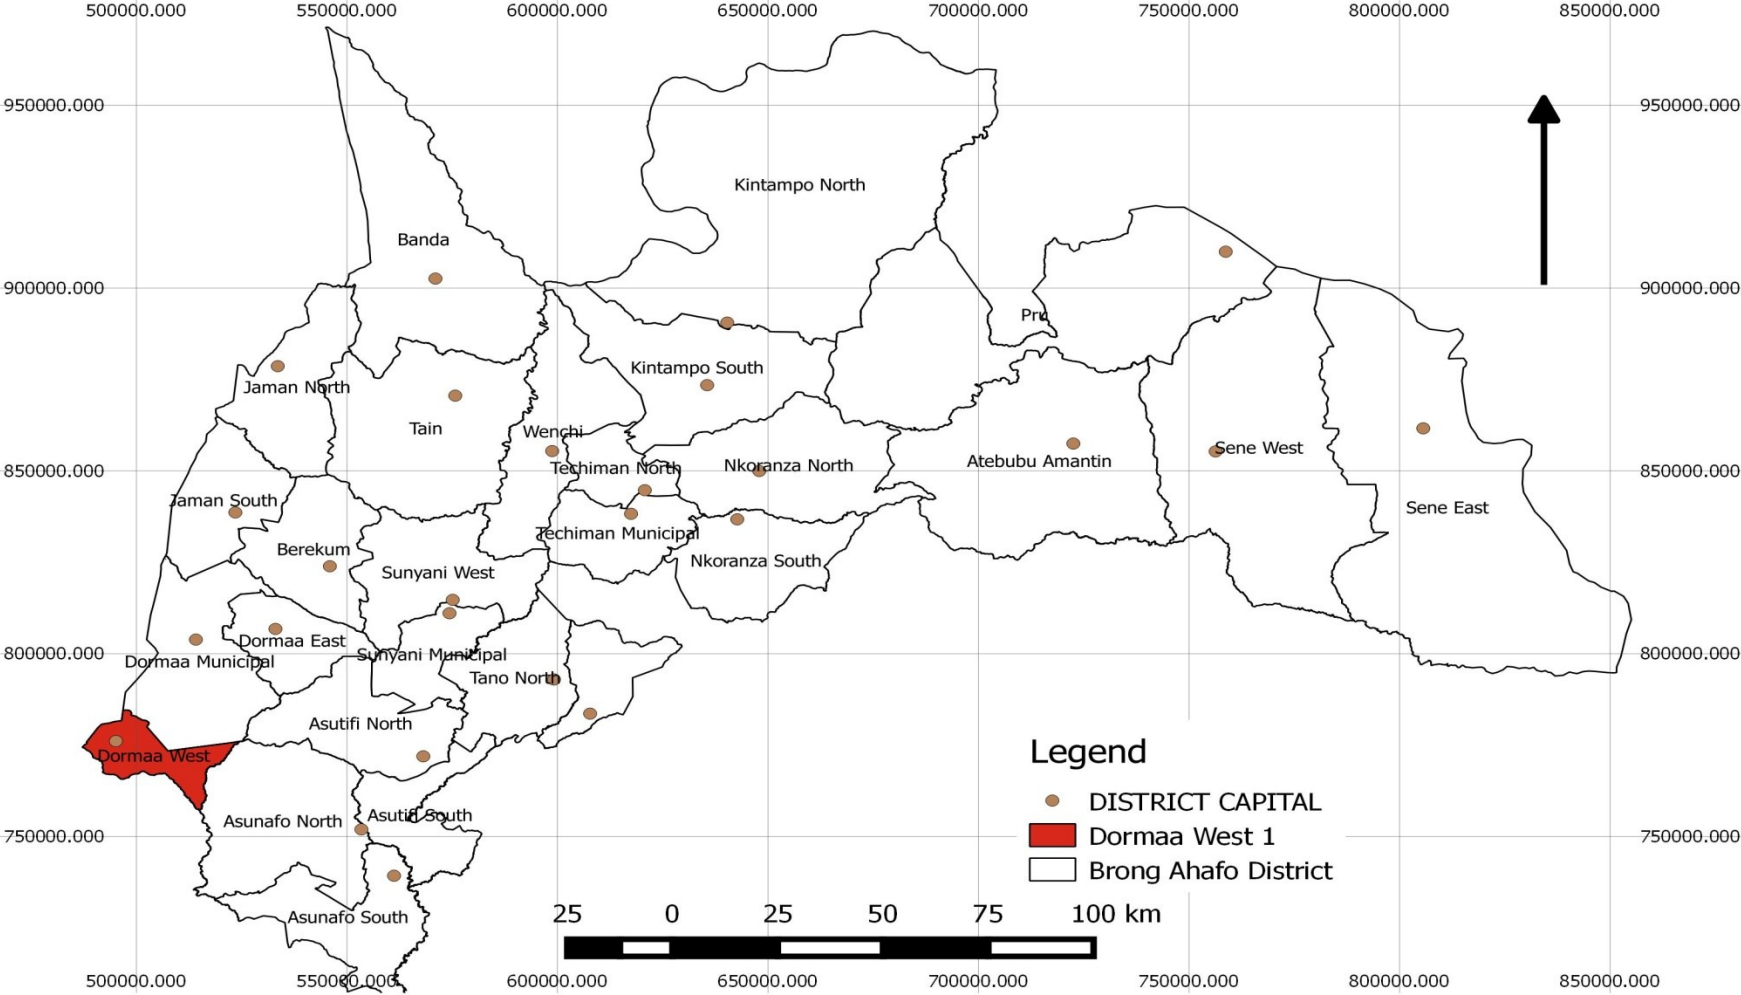 500000.000 550000.000 600000.000 650000.000 700000.000 750000.000 800000.000 850000.000
950000.000 950000.000
Kintampo North
Banda
900000.000 900000.000
Pru
Kintampo South
Jaman North
Tain
Wenchi
Nkoranza North
Techiman North
Atebubu Amantin
Sene West
850000.000 850000.000
Jaman South
Sene East
Techiman Municipal
Berekum
Nkoranza South
Sunyani West
Dormaa East
Sunyani Municipal
800000.000 800000.000
Dormaa Municipal
Tano North
Asutifi North
Dormaa West
Legend
DISTRICT CAPITAL
Asutifi South
Asunafo North
750000.000 750000.000
Dormaa West 1
Brong Ahafo District
Asunafo South
25 0 25 50 75 100 km
500000.000 550000.000 600000.000 650000.000 700000.000 750000.000 800000.000 850000.000